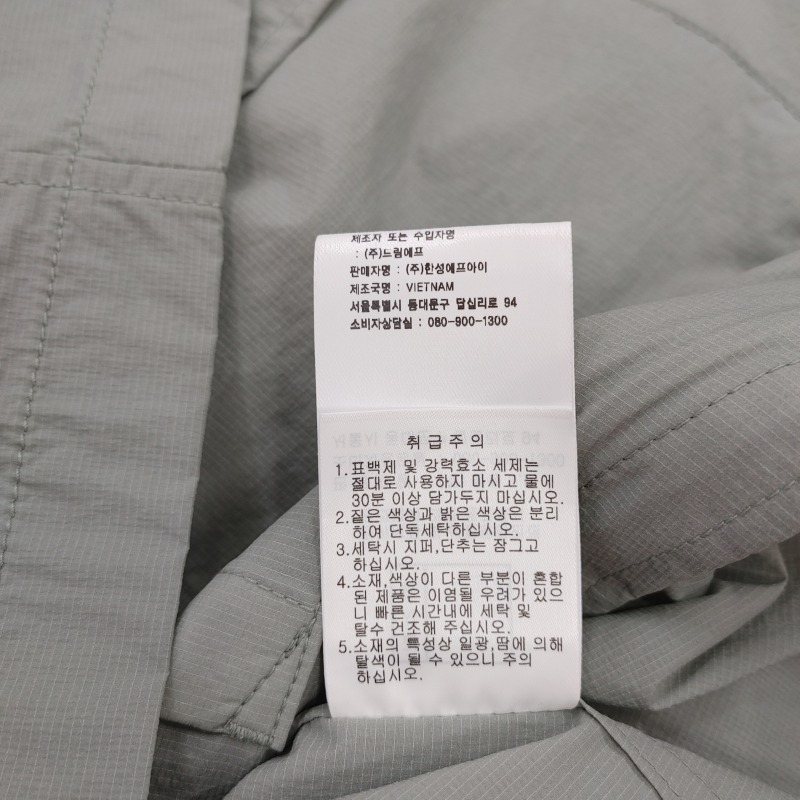 제조자 또는 수입자명
: (주)드림에프
판매자명 : (주)한성에프아이
제조국명 : VIETNAM
서울특별시 동대문구 답십리로 94
소비자상담실 : 080-900-1300
취 급 주 의
1. 표백제 및 강력효소 세제는
절대로 사용하지 마시고 물에
30분 이상 담가두지 마십시오.
2. 짙은 색상과 밝은 색상은 분리
하여 단독세탁하십시오.
3. 세탁시 지퍼,단추는 잠그고
하십시오.
4. 소재,색상이 다른 부분이 혼합
된 제품은 이염될 우려가 있으
니 빠른 시간내에 세탁 및
탈수 건조해 주십시오.
5. 소재의 특성상 일광,땀에 의해
탈색이 될 수 있으니 주의
하십시오.